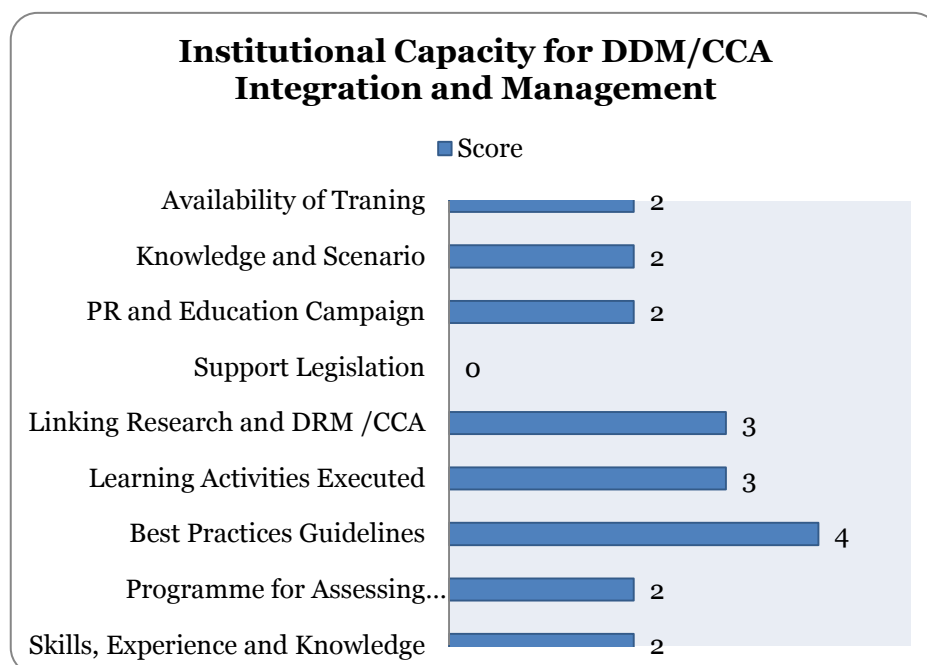 Institutional Capacity for DDM/CCA
Integration and Management
Score
Availability of Traning 2
Knowledge and Scenario 2
PR and Education Campaign 2
Support Legislation 0
Linking Research and DRM /CCA 3
Learning Activities Executed 3
Best Practices Guidelines 4
Programme for Assessing... 2
Skills, Experience and Knowledge 2